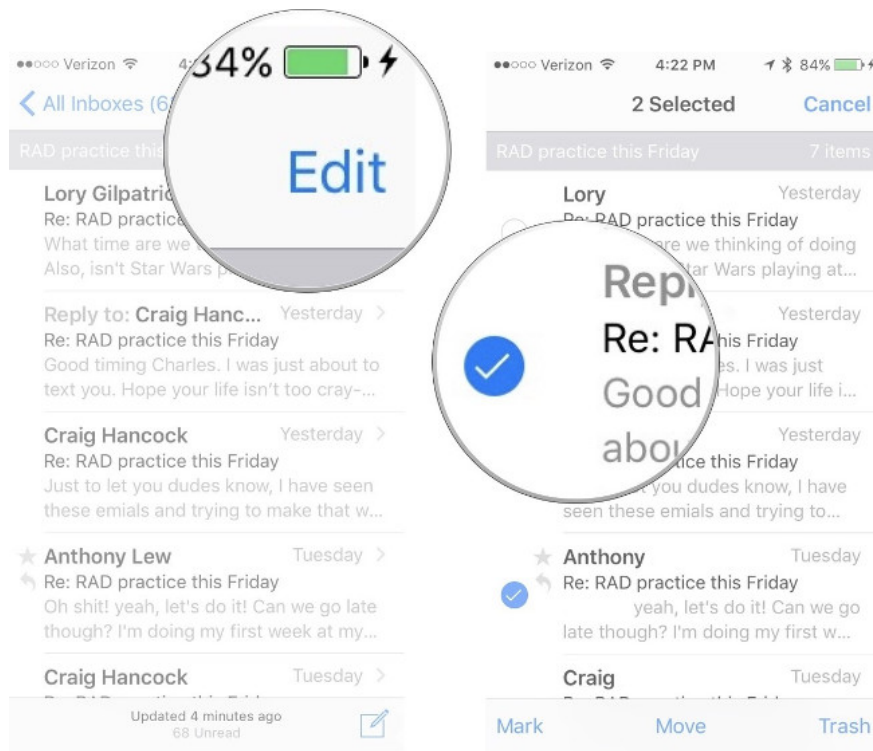 Verizon 4:
34%
All Inboxes (6
Edit
RAD practice this
Lory Gilpatric
Re: RAD practice
What time are we
Also, isn't Star Wars p
Reply to: Craig Hanc... Yesterday
Re: RAD practice this Friday
Good timing Charles. I was just about to
text you. Hope your life isn't too cray-...
Craig Hancock Yesterday
Re: RAD practice this Friday
Just to let you dudes know, I have seen
these emials and trying to make that w...
Anthony Lew Tuesday
Re: RAD practice this Friday
Oh shit! yeah, let's do it! Can we go late
though? I'm doing my first week at my...
Craig Hancock Tuesday
Updated 4 minutes ago
68 Unread
Verizon 4:22 PM 84%
2 Selected Cancel
RAD practice this Friday 7 items
Lory Yesterday
Re: RAD practice this Friday
are we thinking of doing
tar Wars playing at...
Reply Yesterday
Re: RA his Friday
es. I was just
Good Hope your life i...
abou
Yesterday
tice this Friday
you dudes know, I have
seen these emials and trying to...
Anthony Tuesday
Re: RAD practice this Friday
yeah, let's do it! Can we go
late though? I'm doing my first w...
Craig Tuesday
Mark Move Trash